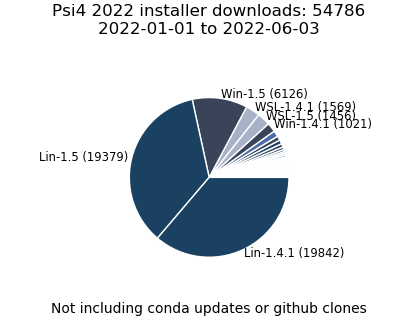 Psi4 2022 installer downloads: 54786
2022-01-01 to 2022-06-03
Win-1.5 (6126)
WSL-1.4.1 (1569)
WSL-1.5 (1456)
Win-1.4.1 (1021)
Lin-1.5 (19379)
Lin-1.4.1 (19842)
Not including conda updates or github clones